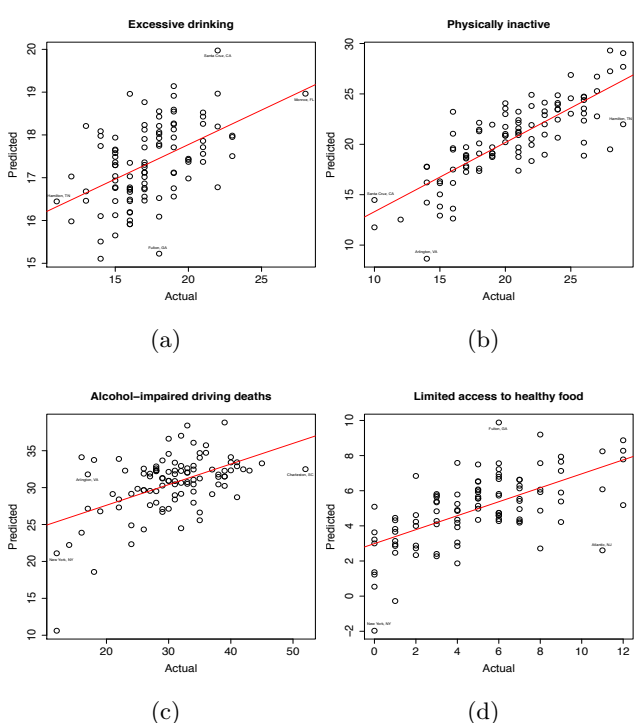 Excessive drinking
Physically inactive
20
19
18
17
16
15
Predicted
15
20
25
Actual
Santa Cruz, CA
Monroe, FL
Hamilton, TN
Fulton, GA
30
25
20
15
10
Predicted
10
15
20
25
Actual
Santa Cruz, CA
Hamilton, TN
Arlington, VA
(a)
(b)
Alcohol−impaired driving deaths
Limited access to healthy food
35
30
25
20
15
10
Predicted
20
30
40
50
Actual
Arlington, VA
Charleston, SC
New York, NY
10
8
6
4
2
0
−2
Predicted
0
2
4
6
8
10
12
Actual
Fulton, GA
Atlantic, NJ
New York, NY
(c)
(d)